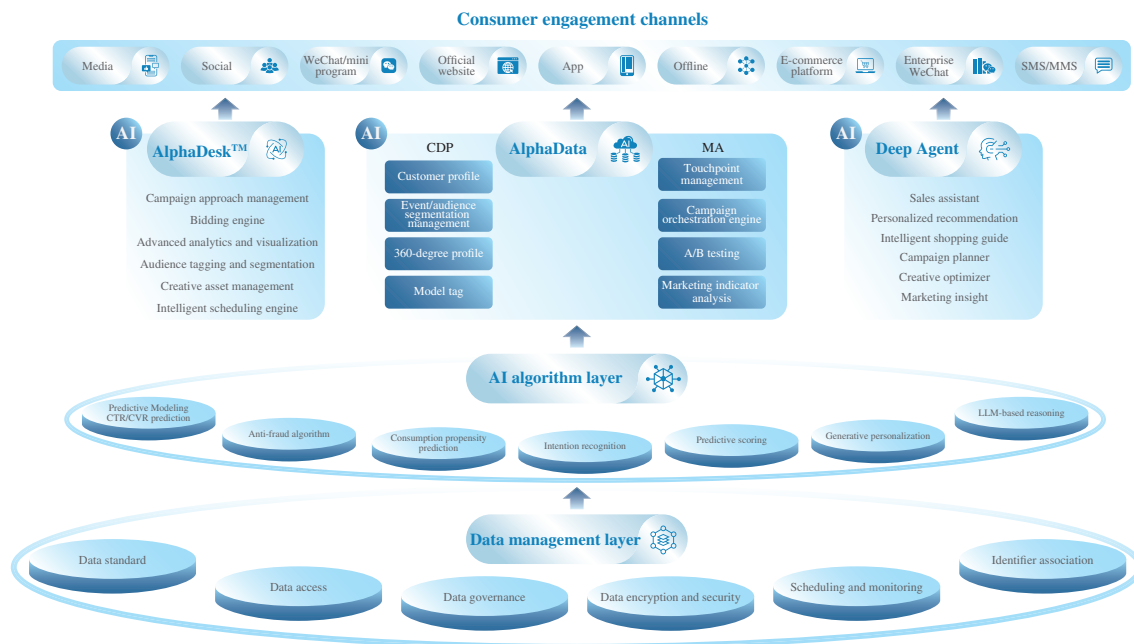 Consumer engagement channels
Media
Social
WeChat/mini
program
Official
website
App
Offline
E-commerce
platform
Enterprise
WeChat
SMS/MMS
AI
AlphaDesk™
Campaign approach management
Bidding engine
Advanced analytics and visualization
Audience tagging and segmentation
Creative asset management
Intelligent scheduling engine
AI
AlphaData
AI
CDP
Customer profile
Event/audience
segmentation
management
360-degree profile
Model tag
MA
Touchpoint
management
Campaign
orchestration engine
A/B testing
Marketing indicator
analysis
AI
Deep Agent
Sales assistant
Personalized recommendation
Intelligent shopping guide
Campaign planner
Creative optimizer
Marketing insight
AI algorithm layer
Predictive Modeling
CTR/CVR prediction
Anti-fraud algorithm
Consumption propensity
prediction
Intention recognition
Predictive scoring
Generative personalization
LLM-based reasoning
Data management layer
Data standard
Data access
Data governance
Data encryption and security
Scheduling and monitoring
Identifier association